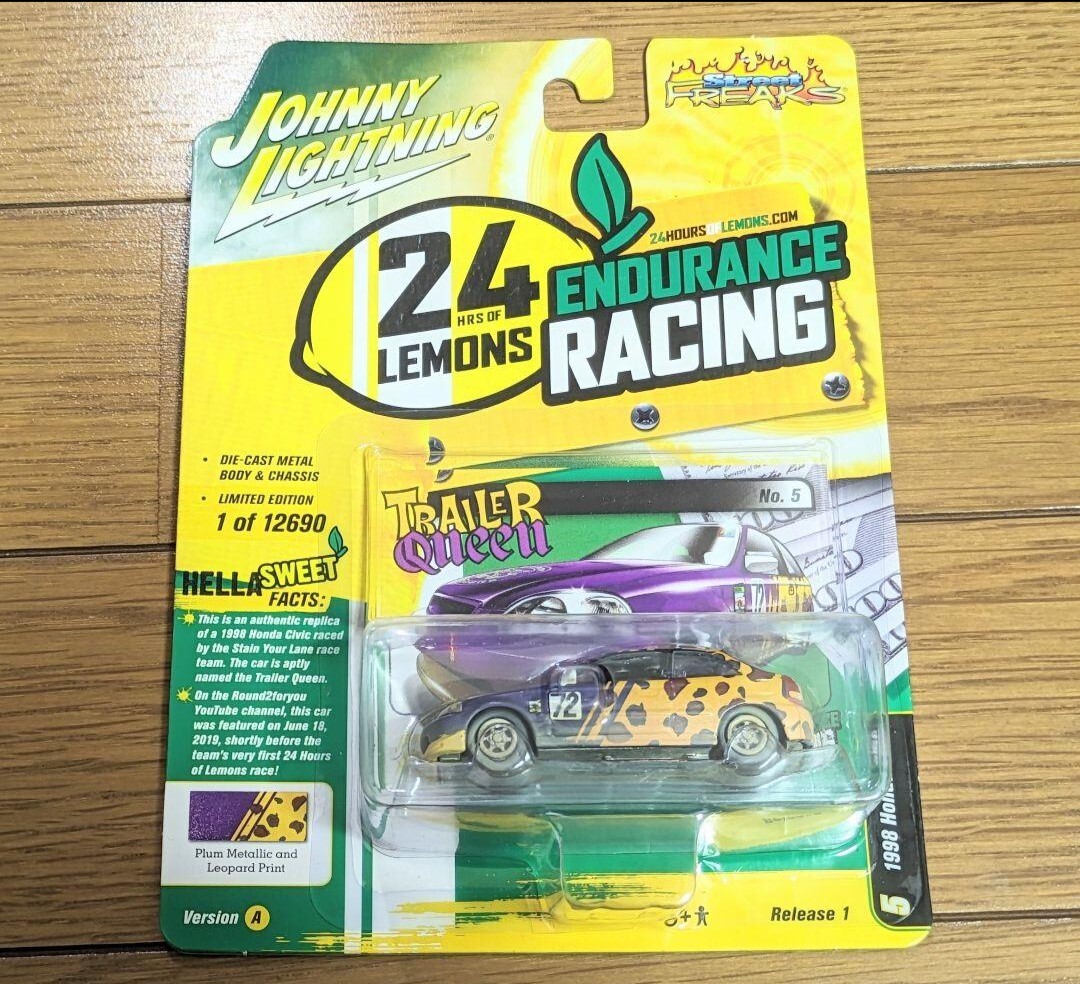 JOHNNY
LIGHTNING®
Street
FREAKS®
24HOURSOFLEMONS.COM
24
HRS OF
LEMONS
ENDURANCE
RACING
• DIE-CAST METAL
BODY & CHASSIS
• LIMITED EDITION
1 of 12690
HELLA SWEET
FACTS:
This is an authentic replica
of a 1998 Honda Civic raced
by the Stain Your Lane race
team. The car is aptly
named the Trailer Queen.
On the Round2foryou
YouTube channel, this car
was featured on June 18,
2019, shortly before the
team's very first 24 Hours
of Lemons race!
TRAILER
Queen
No. 5
72
72
Plum Metallic and
Leopard Print
Version A
8+
Release 1
5
1998